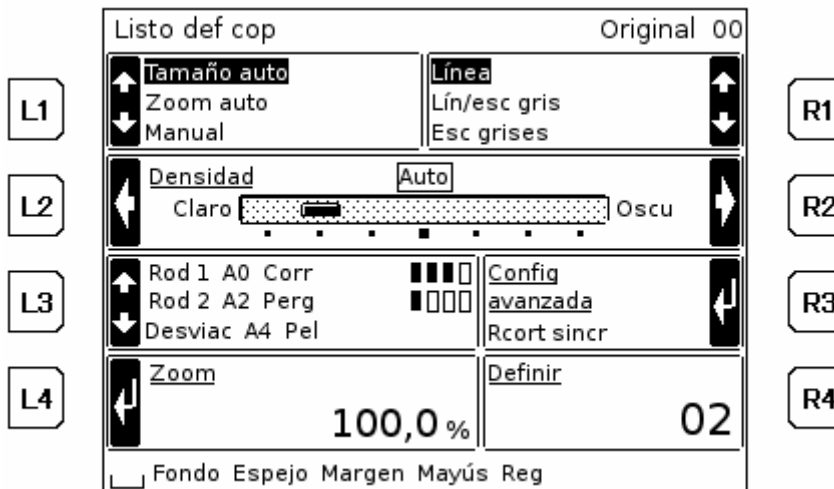 Listo def cop Original 00
L1 Tamaño auto Línea R1
Zoom auto Lín/esc gris
Manual Esc grises
L2 Densidad Auto R2
Claro Oscu
L3 Rod 1 A0 Corr Config R3
Rod 2 A2 Perg avanzada
Desviac A4 Pel Rcort sincr
L4 Zoom Definir R4
100,0 % 02
Fondo Espejo Margen Mayús Reg